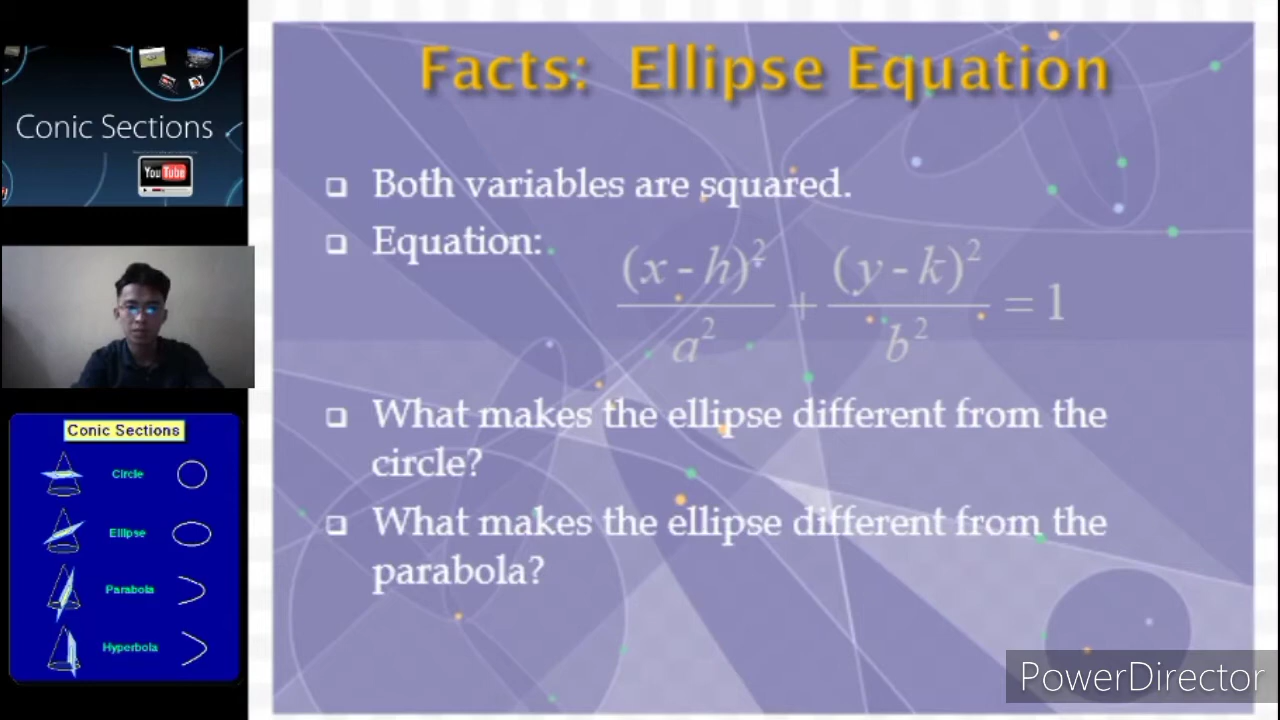 Facts: Ellipse Equation
❑ Both variables are squared.
❑ Equation:
(x - h)² / a² + (y - k)² / b² = 1
❑ What makes the ellipse different from the
circle?
❑ What makes the ellipse different from the
parabola?
Conic Sections
YouTube
Conic Sections
Circle
Ellipse
Parabola
Hyperbola
PowerDirector